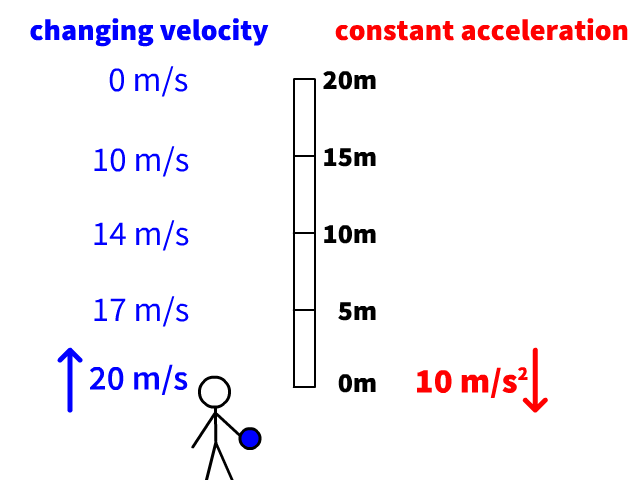 changing velocity
constant acceleration
0 m/s
20m
10 m/s
15m
14 m/s
10m
17 m/s
5m
20 m/s
0m
10 m/s²